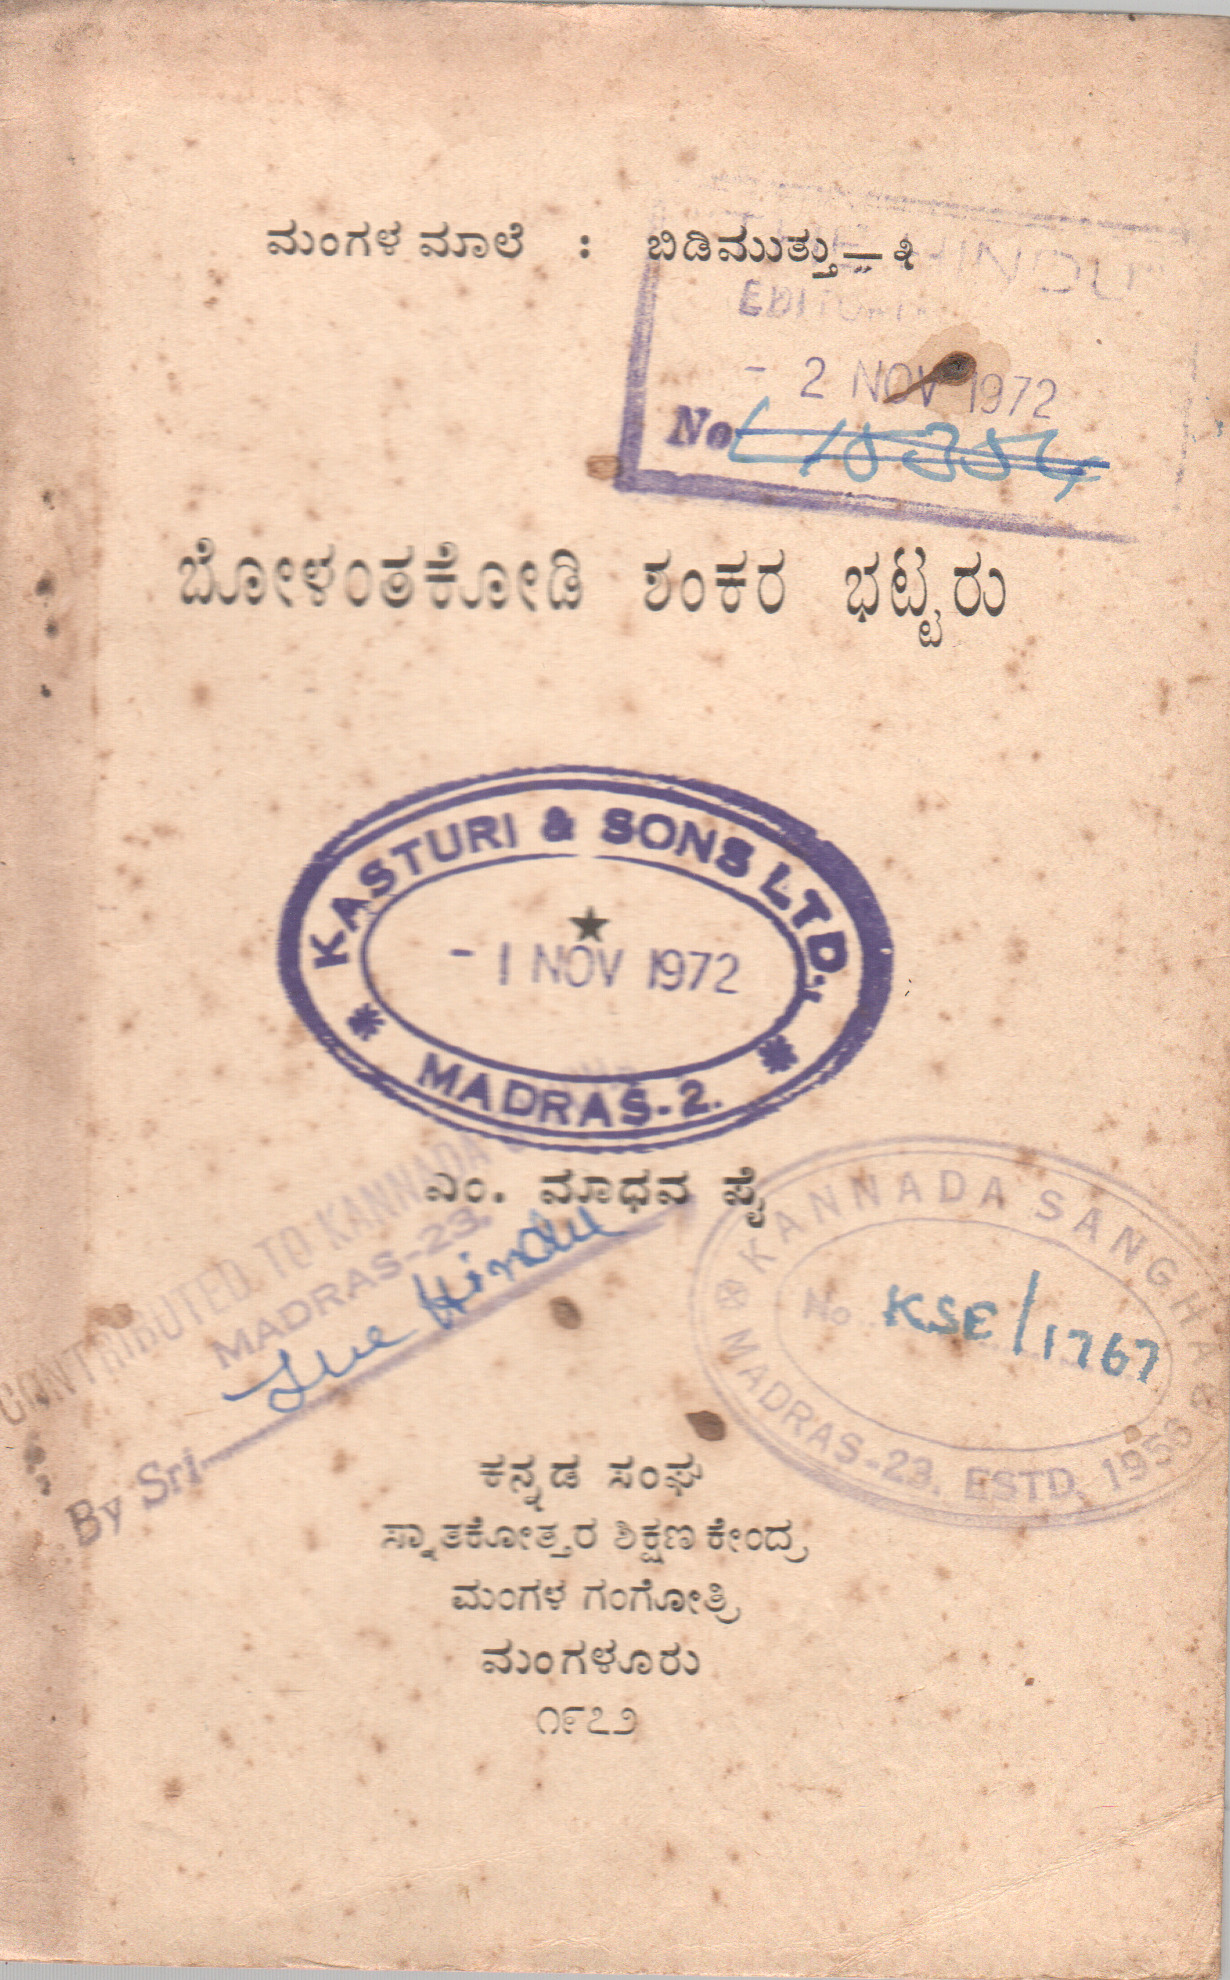 ಮಂಗಳ ಮಾಲೆ : ಬಿಡಿಮುತ್ತು — ೩
THE HINDU
- 2 NOV 1972
No
ಬೋಳಂತಕೋಡಿ ಶಂಕರ ಭಟ್ಟರು
KASTURI & SONS LTD.,
- 1 NOV 1972
MADRAS-2.
ಎಂ. ಮಾಧವ ಪೈ
CONTRIBUTED TO KANNADA
MADRAS-23.
By Sri The Hindu
KANNADA SANGHA
No. KSE/1767
MADRAS-23. ESTD. 195
ಕನ್ನಡ ಸಂಘ
ಸ್ನಾತಕೋತ್ತರ ಶಿಕ್ಷಣ ಕೇಂದ್ರ
ಮಂಗಳ ಗಂಗೋತ್ರಿ
ಮಂಗಳೂರು
೧೯೭೨